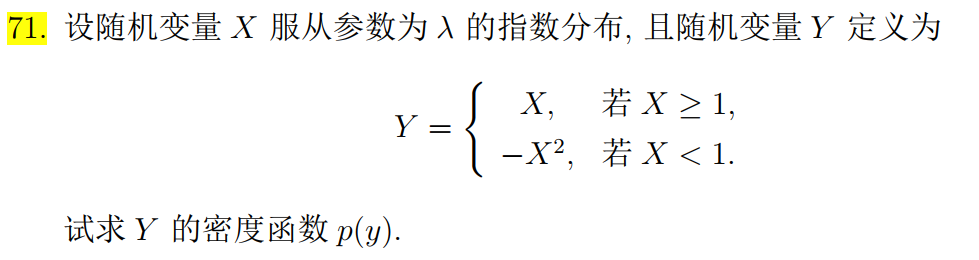 71. 设随机变量 X 服从参数为 λ 的指数分布, 且随机变量 Y 定义为
Y = { X, 若 X ≥ 1,
−X², 若 X < 1.
试求 Y 的密度函数 p(y).